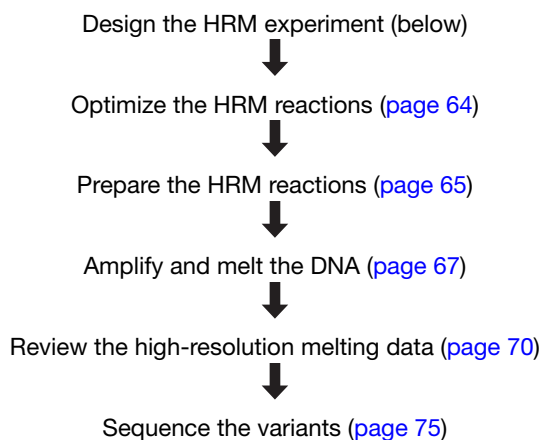 Design the HRM experiment (below)
Optimize the HRM reactions (page 64)
Prepare the HRM reactions (page 65)
Amplify and melt the DNA (page 67)
Review the high-resolution melting data (page 70)
Sequence the variants (page 75)